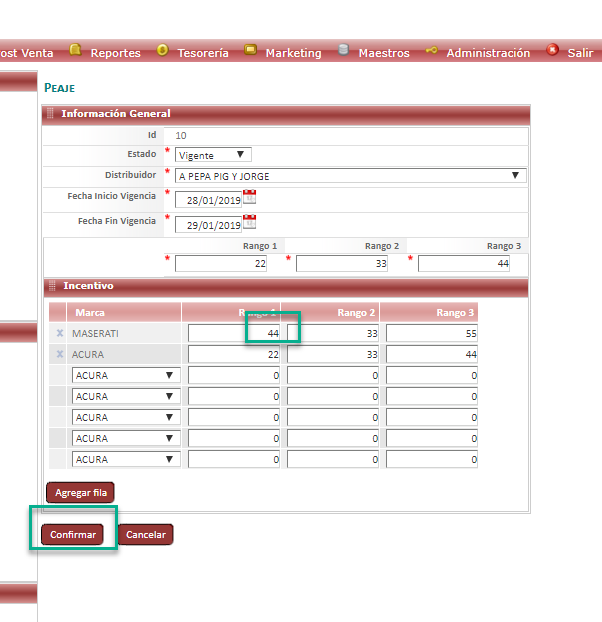 ost Venta Reportes Tesorería Marketing Maestros Administración Salir
PEAJE
Información General
Id 10
Estado * Vigente
Distribuidor * A PEPA PIG Y JORGE
Fecha Inicio Vigencia * 28/01/2019
Fecha Fin Vigencia * 29/01/2019
Rango 1 Rango 2 Rango 3
* 22 * 33 * 44
Incentivo
Marca Rango 1 Rango 2 Rango 3
X MASERATI 44 33 55
X ACURA 22 33 44
ACURA 0 0 0
ACURA 0 0 0
ACURA 0 0 0
ACURA 0 0 0
ACURA 0 0 0
Agregar fila
Confirmar Cancelar